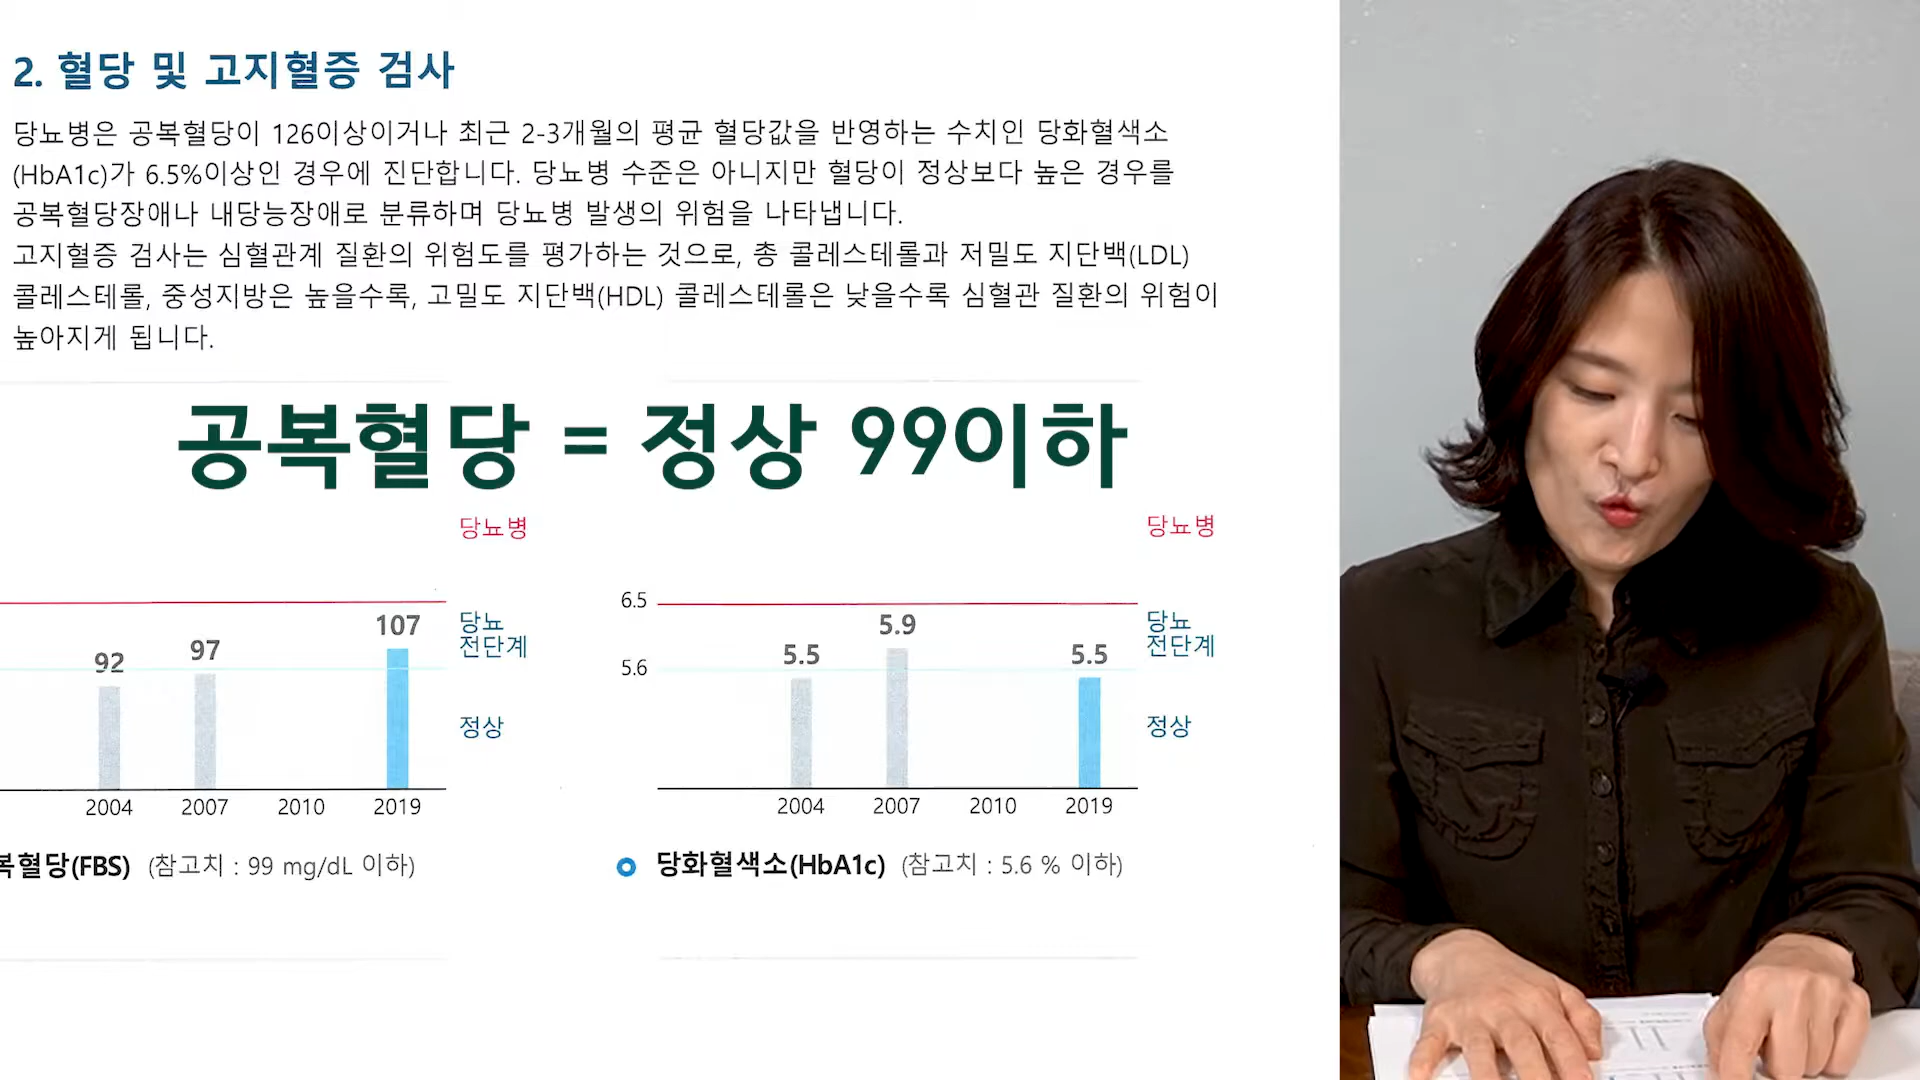 2. 혈당 및 고지혈증 검사
당뇨병은 공복혈당이 126이상이거나 최근 2-3개월의 평균 혈당값을 반영하는 수치인 당화혈색소
(HbA1c)가 6.5%이상인 경우에 진단합니다. 당뇨병 수준은 아니지만 혈당이 정상보다 높은 경우를
공복혈당장애나 내당능장애로 분류하며 당뇨병 발생의 위험을 나타냅니다.
고지혈증 검사는 심혈관계 질환의 위험도를 평가하는 것으로, 총 콜레스테롤과 저밀도 지단백(LDL)
콜레스테롤, 중성지방은 높을수록, 고밀도 지단백(HDL) 콜레스테롤은 낮을수록 심혈관 질환의 위험이
높아지게 됩니다.
공복혈당 = 정상 99이하
당뇨병
92
97
107
당뇨
전단계
정상
2004 2007 2010 2019
복혈당(FBS) (참고치 : 99 mg/dL 이하)
당뇨병
6.5
5.6
5.5
5.9
5.5
당뇨
전단계
정상
2004 2007 2010 2019
당화혈색소(HbA1c) (참고치 : 5.6 % 이하)